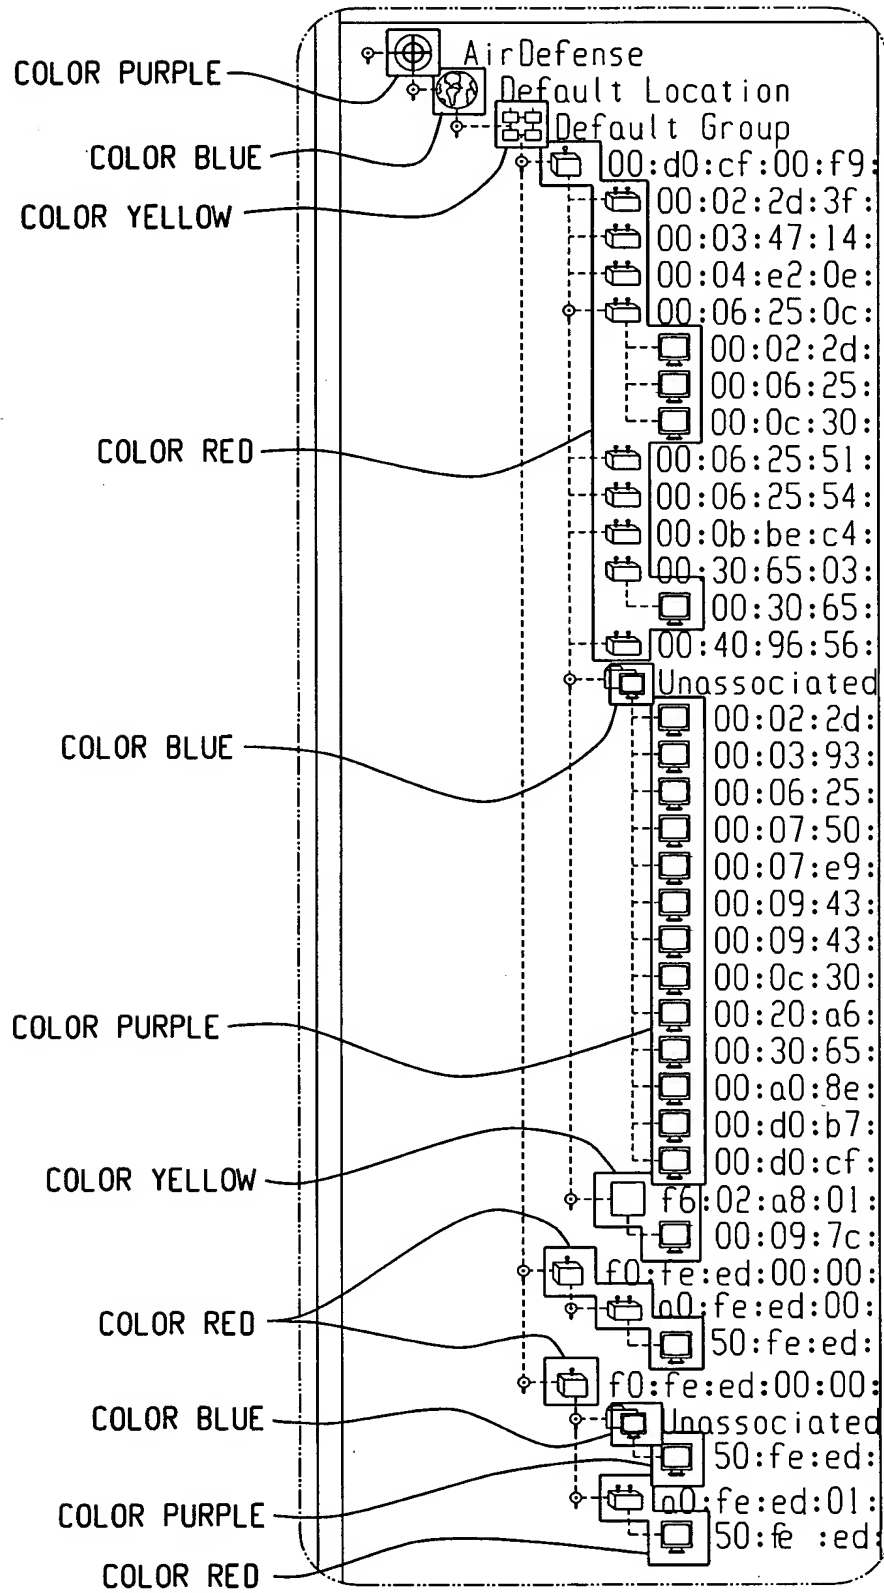 AirDefense
COLOR PURPLE
Default Location
Default Group
COLOR BLUE
00:d0:cf:00:f9:
00:02:2d:3f:
COLOR YELLOW
00:03:47:14:
00:04:e2:0e:
00:06:25:0c:
00:02:2d:
00:06:25:
00:0c:30:
COLOR RED
00:06:25:51:
00:06:25:54:
00:0b:be:c4:
00:30:65:03:
00:30:65:
00:40:96:56:
Unassociated
00:02:2d:
COLOR BLUE
00:03:93:
00:06:25:
00:07:50:
00:07:e9:
00:09:43:
00:09:43:
00:0c:30:
00:20:a6:
COLOR PURPLE
00:30:65:
00:a0:8e:
00:d0:b7:
00:d0:cf:
COLOR YELLOW
f6:02:a8:01:
00:09:7c:
f0:fe:ed:00:00:
a0:fe:ed:00:
COLOR RED
50:fe:ed:
f0:fe:ed:00:00:
COLOR BLUE
Unassociated
50:fe:ed:
a0:fe:ed:01:
COLOR PURPLE
50:fe :ed:
COLOR RED